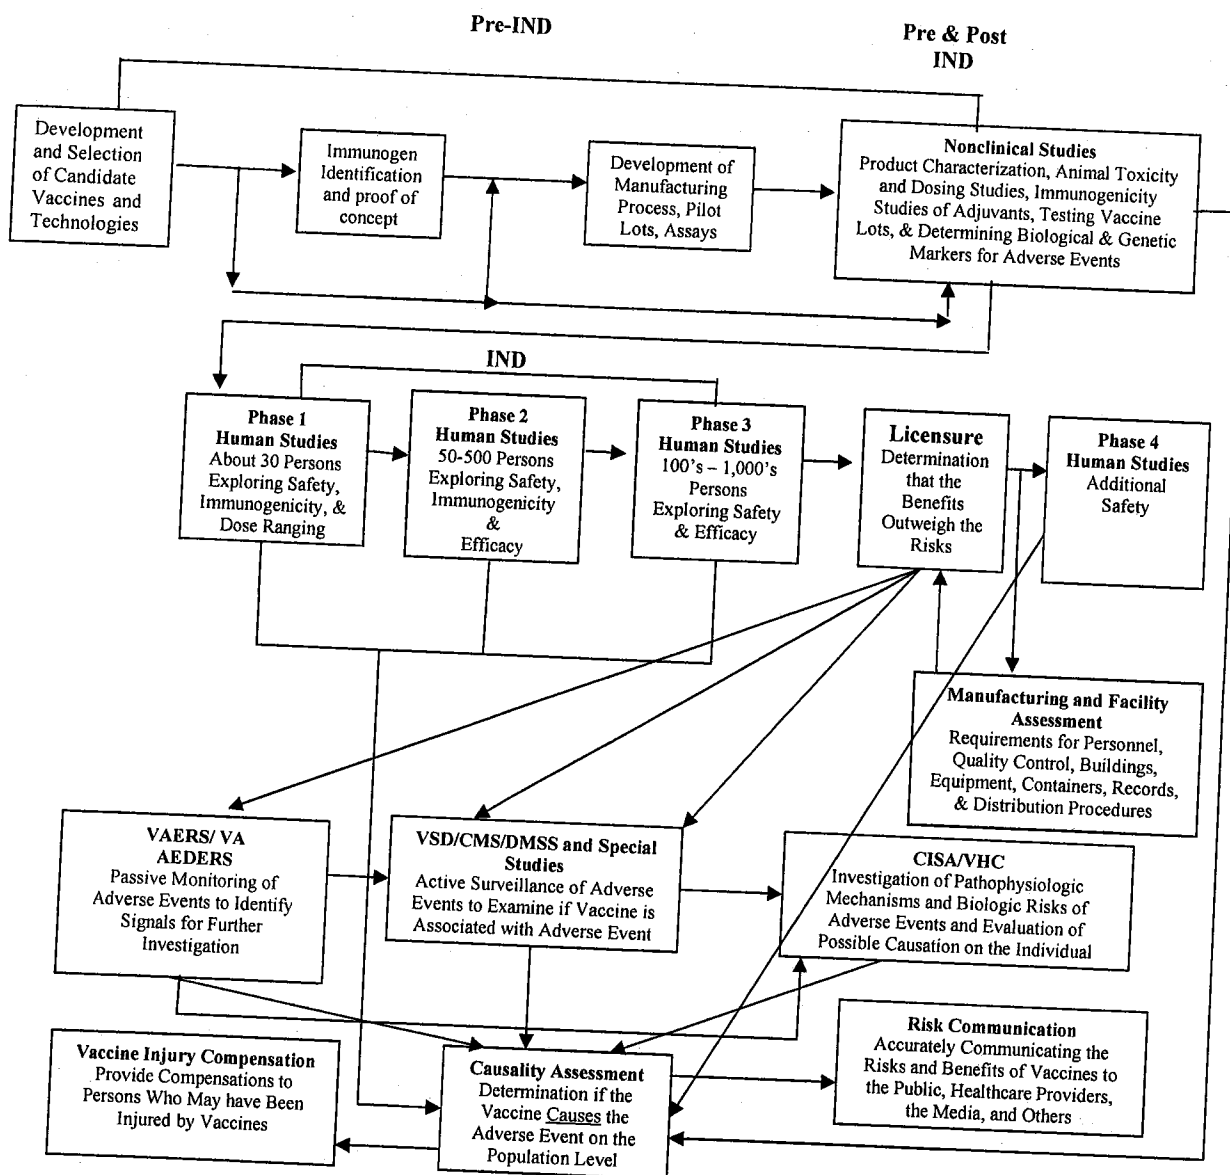 Pre-IND
Pre & Post
IND
Development
and Selection
of Candidate
Vaccines and
Technologies
Immunogen
Identification
and proof of
concept
Development of
Manufacturing
Process, Pilot
Lots, Assays
Nonclinical Studies
Product Characterization, Animal Toxicity
and Dosing Studies, Immunogenicity
Studies of Adjuvants, Testing Vaccine
Lots, & Determining Biological & Genetic
Markers for Adverse Events
IND
Phase 1
Human Studies
About 30 Persons
Exploring Safety,
Immunogenicity, &
Dose Ranging
Phase 2
Human Studies
50-500 Persons
Exploring Safety,
Immunogenicity
&
Efficacy
Phase 3
Human Studies
100's – 1,000's
Persons
Exploring Safety
& Efficacy
Licensure
Determination
that the
Benefits
Outweigh the
Risks
Phase 4
Human Studies
Additional
Safety
Manufacturing and Facility
Assessment
Requirements for Personnel,
Quality Control, Buildings,
Equipment, Containers, Records,
& Distribution Procedures
VAERS/ VA
AEDERS
Passive Monitoring of
Adverse Events to Identify
Signals for Further
Investigation
VSD/CMS/DMSS and Special
Studies
Active Surveillance of Adverse
Events to Examine if Vaccine is
Associated with Adverse Event
CISA/VHC
Investigation of Pathophysiologic
Mechanisms and Biologic Risks of
Adverse Events and Evaluation of
Possible Causation on the Individual
Vaccine Injury Compensation
Provide Compensations to
Persons Who May have Been
Injured by Vaccines
Causality Assessment
Determination if the
Vaccine Causes the
Adverse Event on the
Population Level
Risk Communication
Accurately Communicating the
Risks and Benefits of Vaccines to
the Public, Healthcare Providers,
the Media, and Others